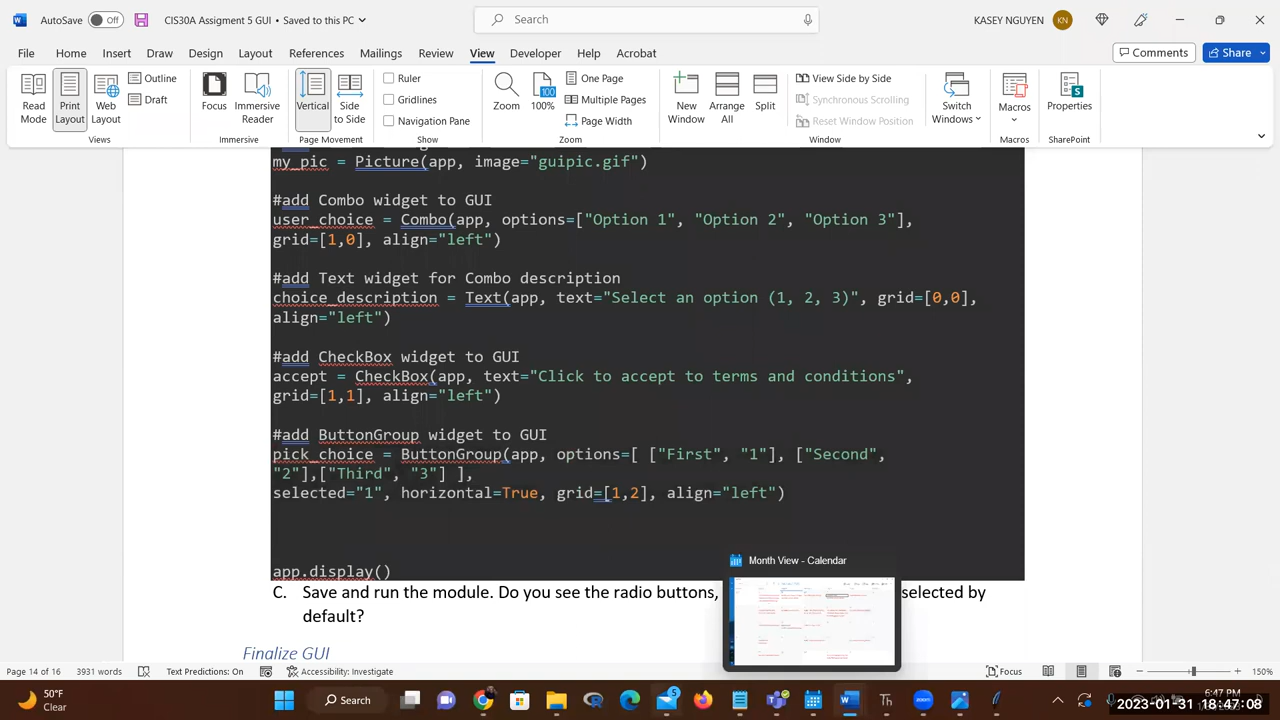 AutoSave Off CIS30A Assigment 5 GUI • Saved to this PC Search KASEY NGUYEN KN
File Home Insert Draw Design Layout References Mailings Review View Developer Help Acrobat Comments Share
Read Mode Print Layout Web Layout Outline Draft Focus Immersive Reader Vertical Side to Side Ruler Gridlines Navigation Pane Zoom 100% One Page Multiple Pages Page Width New Window Arrange All Split View Side by Side Synchronous Scrolling Reset Window Position Switch Windows Macros Properties
Views Immersive Page Movement Show Zoom Window Macros SharePoint
my_pic = Picture(app, image="guipic.gif")
#add Combo widget to GUI
user_choice = Combo(app, options=["Option 1", "Option 2", "Option 3"],
grid=[1,0], align="left")
#add Text widget for Combo description
choice_description = Text(app, text="Select an option (1, 2, 3)", grid=[0,0],
align="left")
#add CheckBox widget to GUI
accept = CheckBox(app, text="Click to accept to terms and conditions",
grid=[1,1], align="left")
#add ButtonGroup widget to GUI
pick_choice = ButtonGroup(app, options=[ ["First", "1"], ["Second",
"2"],["Third", "3"] ],
selected="1", horizontal=True, grid=[1,2], align="left")
app.display()
Month View - Calendar
C. Save and run the module. Do you see the radio buttons, selected by
default?
Finalize GUI
Page 14 of 16 3931 words Text Predictions: On Accessibility: Investigate Focus 150%
50°F
Clear
Search
5
6:47 PM
2023-01-31 18:47:08